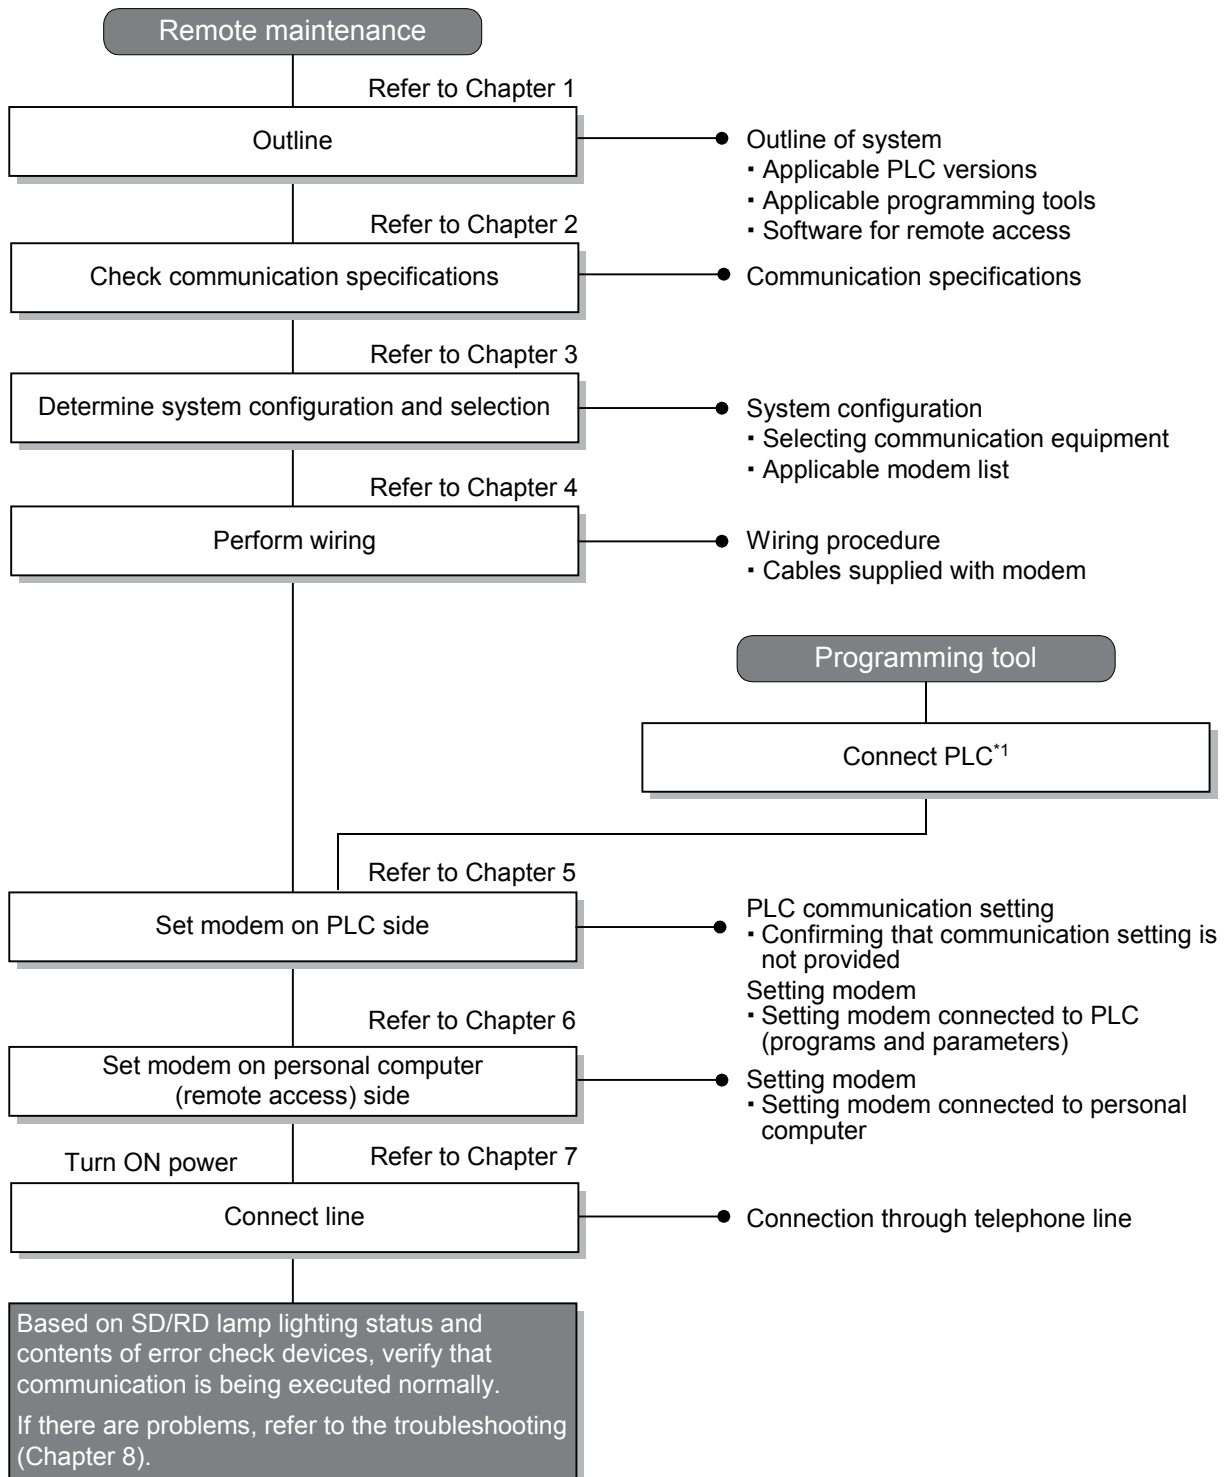 Remote maintenance
Refer to Chapter 1
Outline
Outline of system
・Applicable PLC versions
・Applicable programming tools
・Software for remote access
Refer to Chapter 2
Check communication specifications
Communication specifications
Refer to Chapter 3
Determine system configuration and selection
System configuration
・Selecting communication equipment
・Applicable modem list
Refer to Chapter 4
Perform wiring
Wiring procedure
・Cables supplied with modem
Programming tool
Connect PLC*1
Refer to Chapter 5
Set modem on PLC side
PLC communication setting
・Confirming that communication setting is
not provided
Setting modem
・Setting modem connected to PLC
(programs and parameters)
Refer to Chapter 6
Set modem on personal computer
(remote access) side
Setting modem
・Setting modem connected to personal
computer
Turn ON power
Refer to Chapter 7
Connect line
Connection through telephone line
Based on SD/RD lamp lighting status and
contents of error check devices, verify that
communication is being executed normally.
If there are problems, refer to the troubleshooting
(Chapter 8).